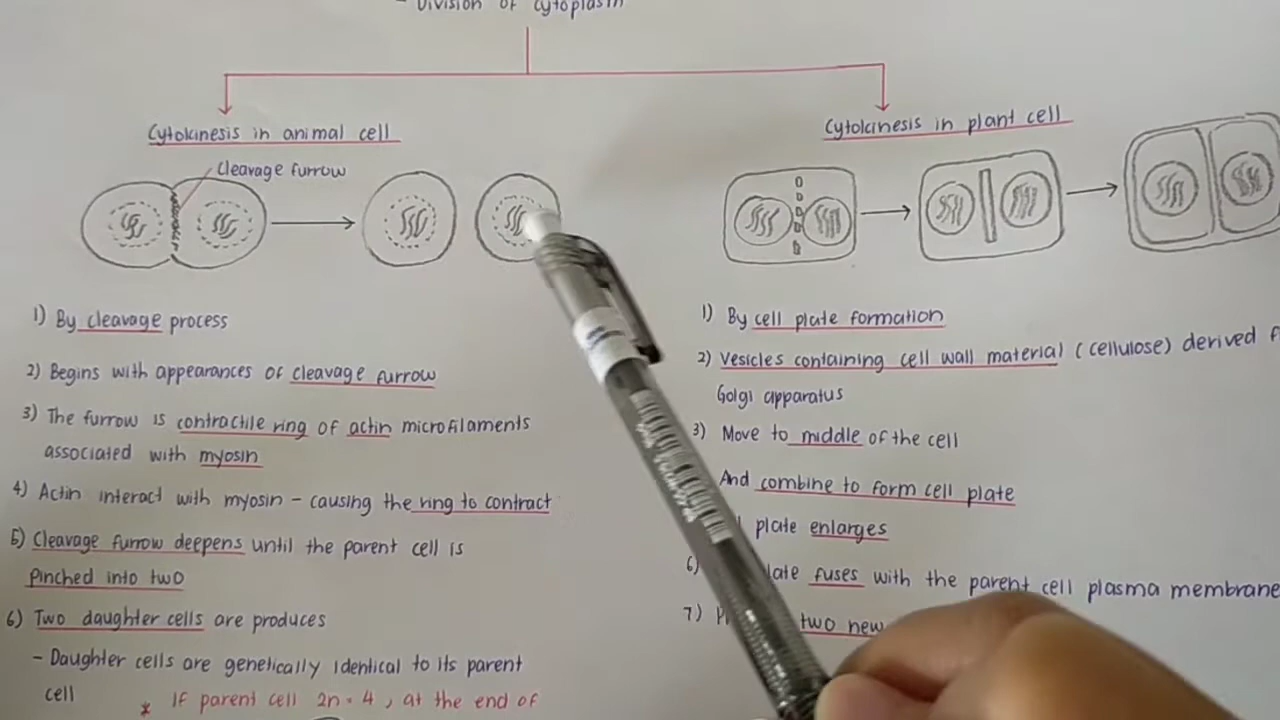 - Division of cytoplasm
Cytokinesis in animal cell
Cleavage furrow
1) By cleavage process
2) Begins with appearances of cleavage furrow
3) The furrow is contractile ring of actin microfilaments
associated with myosin
4) Actin interact with myosin - causing the ring to contract
5) Cleavage furrow deepens until the parent cell is
pinched into two
6) Two daughter cells are produces
- Daughter cells are genetically identical to its parent
cell
* If parent cell 2n = 4, at the end of
Cytokinesis in plant cell
1) By cell plate formation
2) Vesicles containing cell wall material (cellulose) derived
Golgi apparatus
3) Move to middle of the cell
And combine to form cell plate
plate enlarges
6) fuses with the parent cell plasma membrane
7) two new